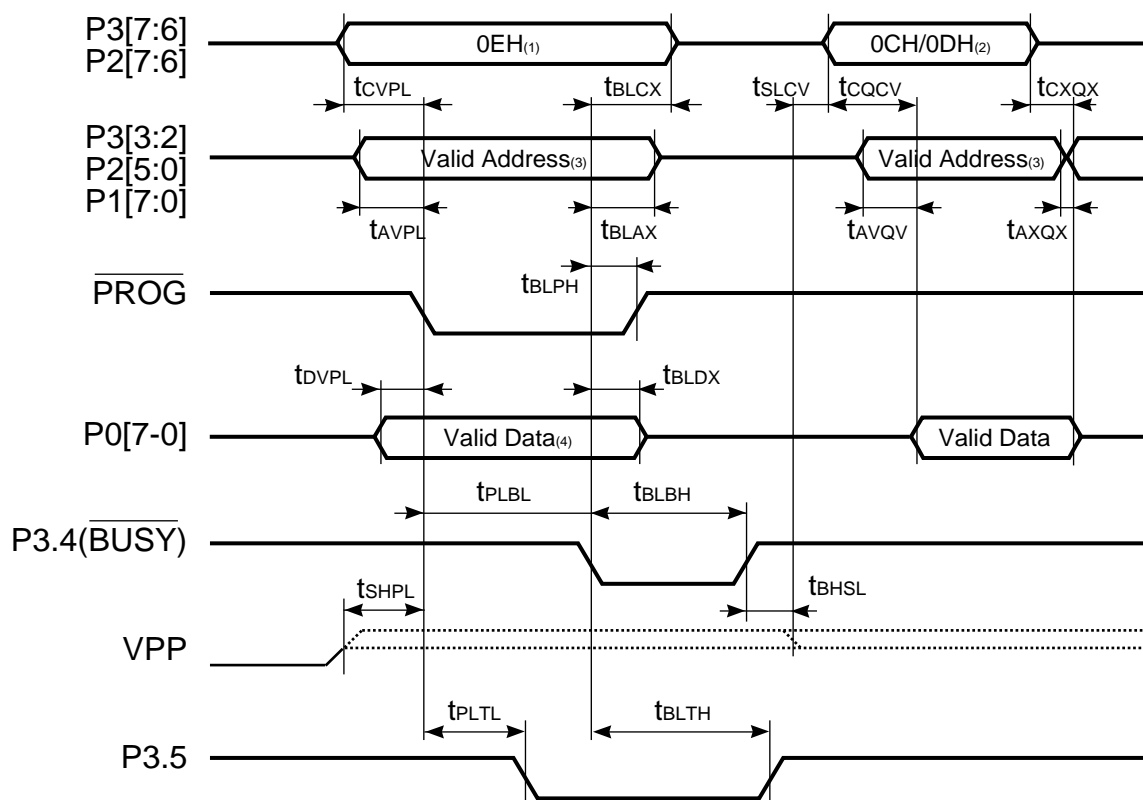 P3[7:6]
P2[7:6]
0EH(1)
0CH/0DH(2)
tCVPL
tBLCX
tSLCV
tCQCV
tCXQX
P3[3:2]
P2[5:0]
P1[7:0]
Valid Address(3)
Valid Address(3)
tAVPL
tBLAX
tAVQV
tAXQX
tBLPH
PROG
tDVPL
tBLDX
P0[7-0]
Valid Data(4)
Valid Data
tPLBL
tBLBH
P3.4(BUSY)
tSHPL
tBHSL
VPP
tPLTL
tBLTH
P3.5